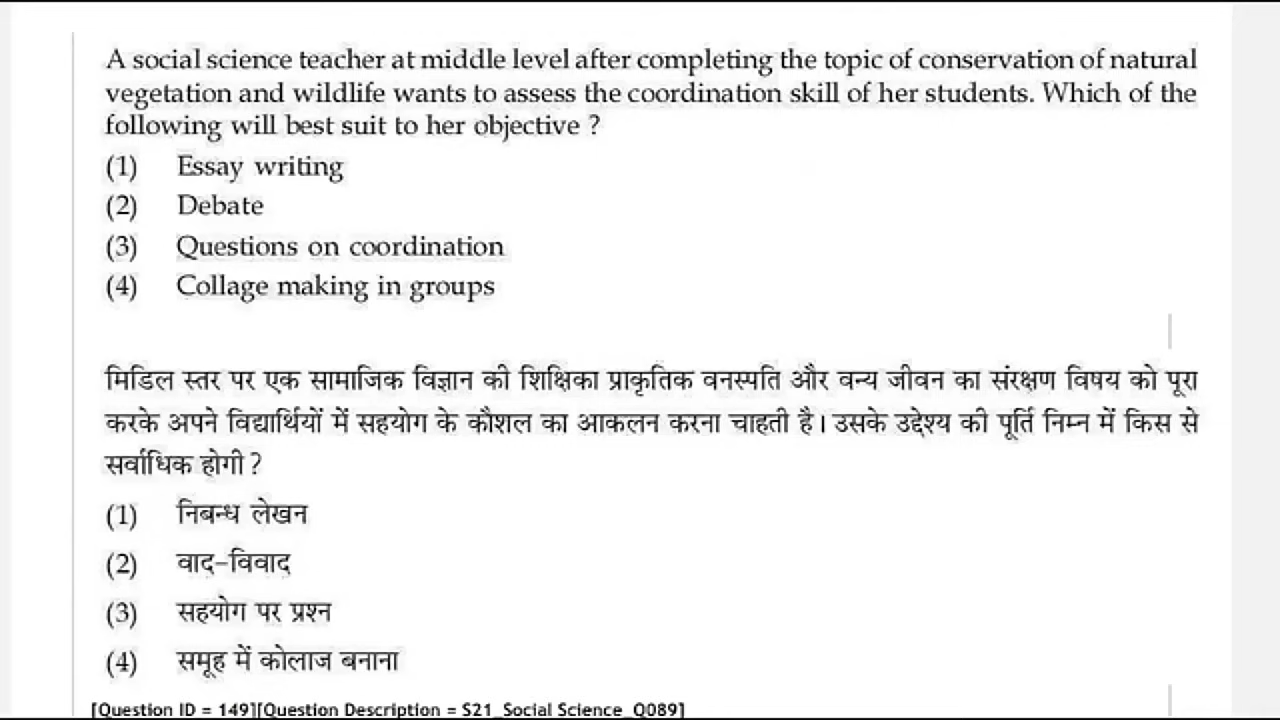 A social science teacher at middle level after completing the topic of conservation of natural
vegetation and wildlife wants to assess the coordination skill of her students. Which of the
following will best suit to her objective ?
(1) Essay writing
(2) Debate
(3) Questions on coordination
(4) Collage making in groups
मिडिल स्तर पर एक सामाजिक विज्ञान की शिक्षिका प्राकृतिक वनस्पति और वन्य जीवन का संरक्षण विषय को पूरा
करके अपने विद्यार्थियों में सहयोग के कौशल का आकलन करना चाहती है। उसके उद्देश्य की पूर्ति निम्न में किस से
सर्वाधिक होगी ?
(1) निबन्ध लेखन
(2) वाद-विवाद
(3) सहयोग पर प्रश्न
(4) समूह में कोलाज बनाना
[Question ID = 149][Question Description = S21_Social Science_Q089]